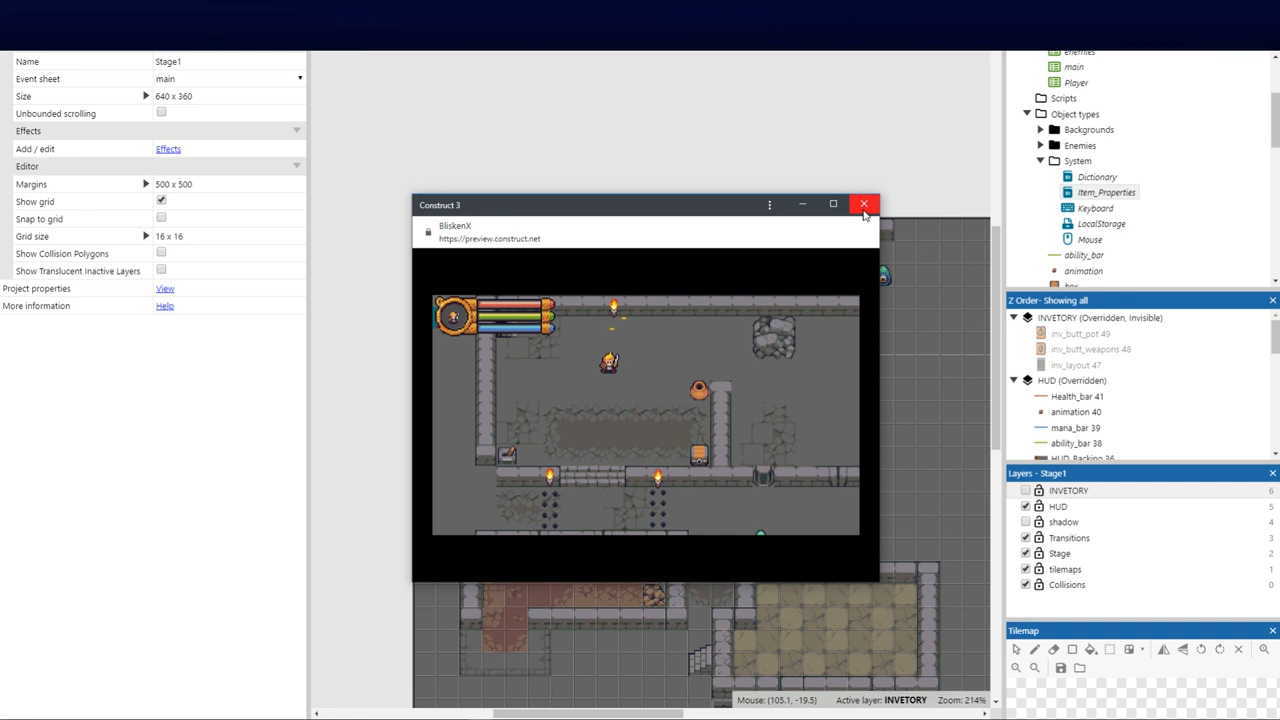 Name Stage1
Event sheet main
Size 640 x 360
Unbounded scrolling
Effects
Add / edit Effects
Editor
Margins 500 x 500
Show grid
Snap to grid
Grid size 16 x 16
Show Collision Polygons
Show Translucent Inactive Layers
Project properties View
More information Help
Construct 3
BliskenX
https://preview.construct.net
Mouse: (105.1, -19.5) Active layer: INVETORY Zoom: 214%
enemies
main
Player
Scripts
Object types
Backgrounds
Enemies
System
Dictionary
Item_Properties
Keyboard
LocalStorage
Mouse
ability_bar
animation
Z Order- Showing all
INVETORY (Overridden, Invisible)
inv_butt_pot 49
inv_butt_weapons 48
inv_layout 47
HUD (Overridden)
Health_bar 41
animation 40
mana_bar 39
ability_bar 38
HUD_Backing 36
Layers - Stage1
INVETORY 6
HUD 5
shadow 4
Transitions 3
Stage 2
tilemaps 1
Collisions 0
Tilemap